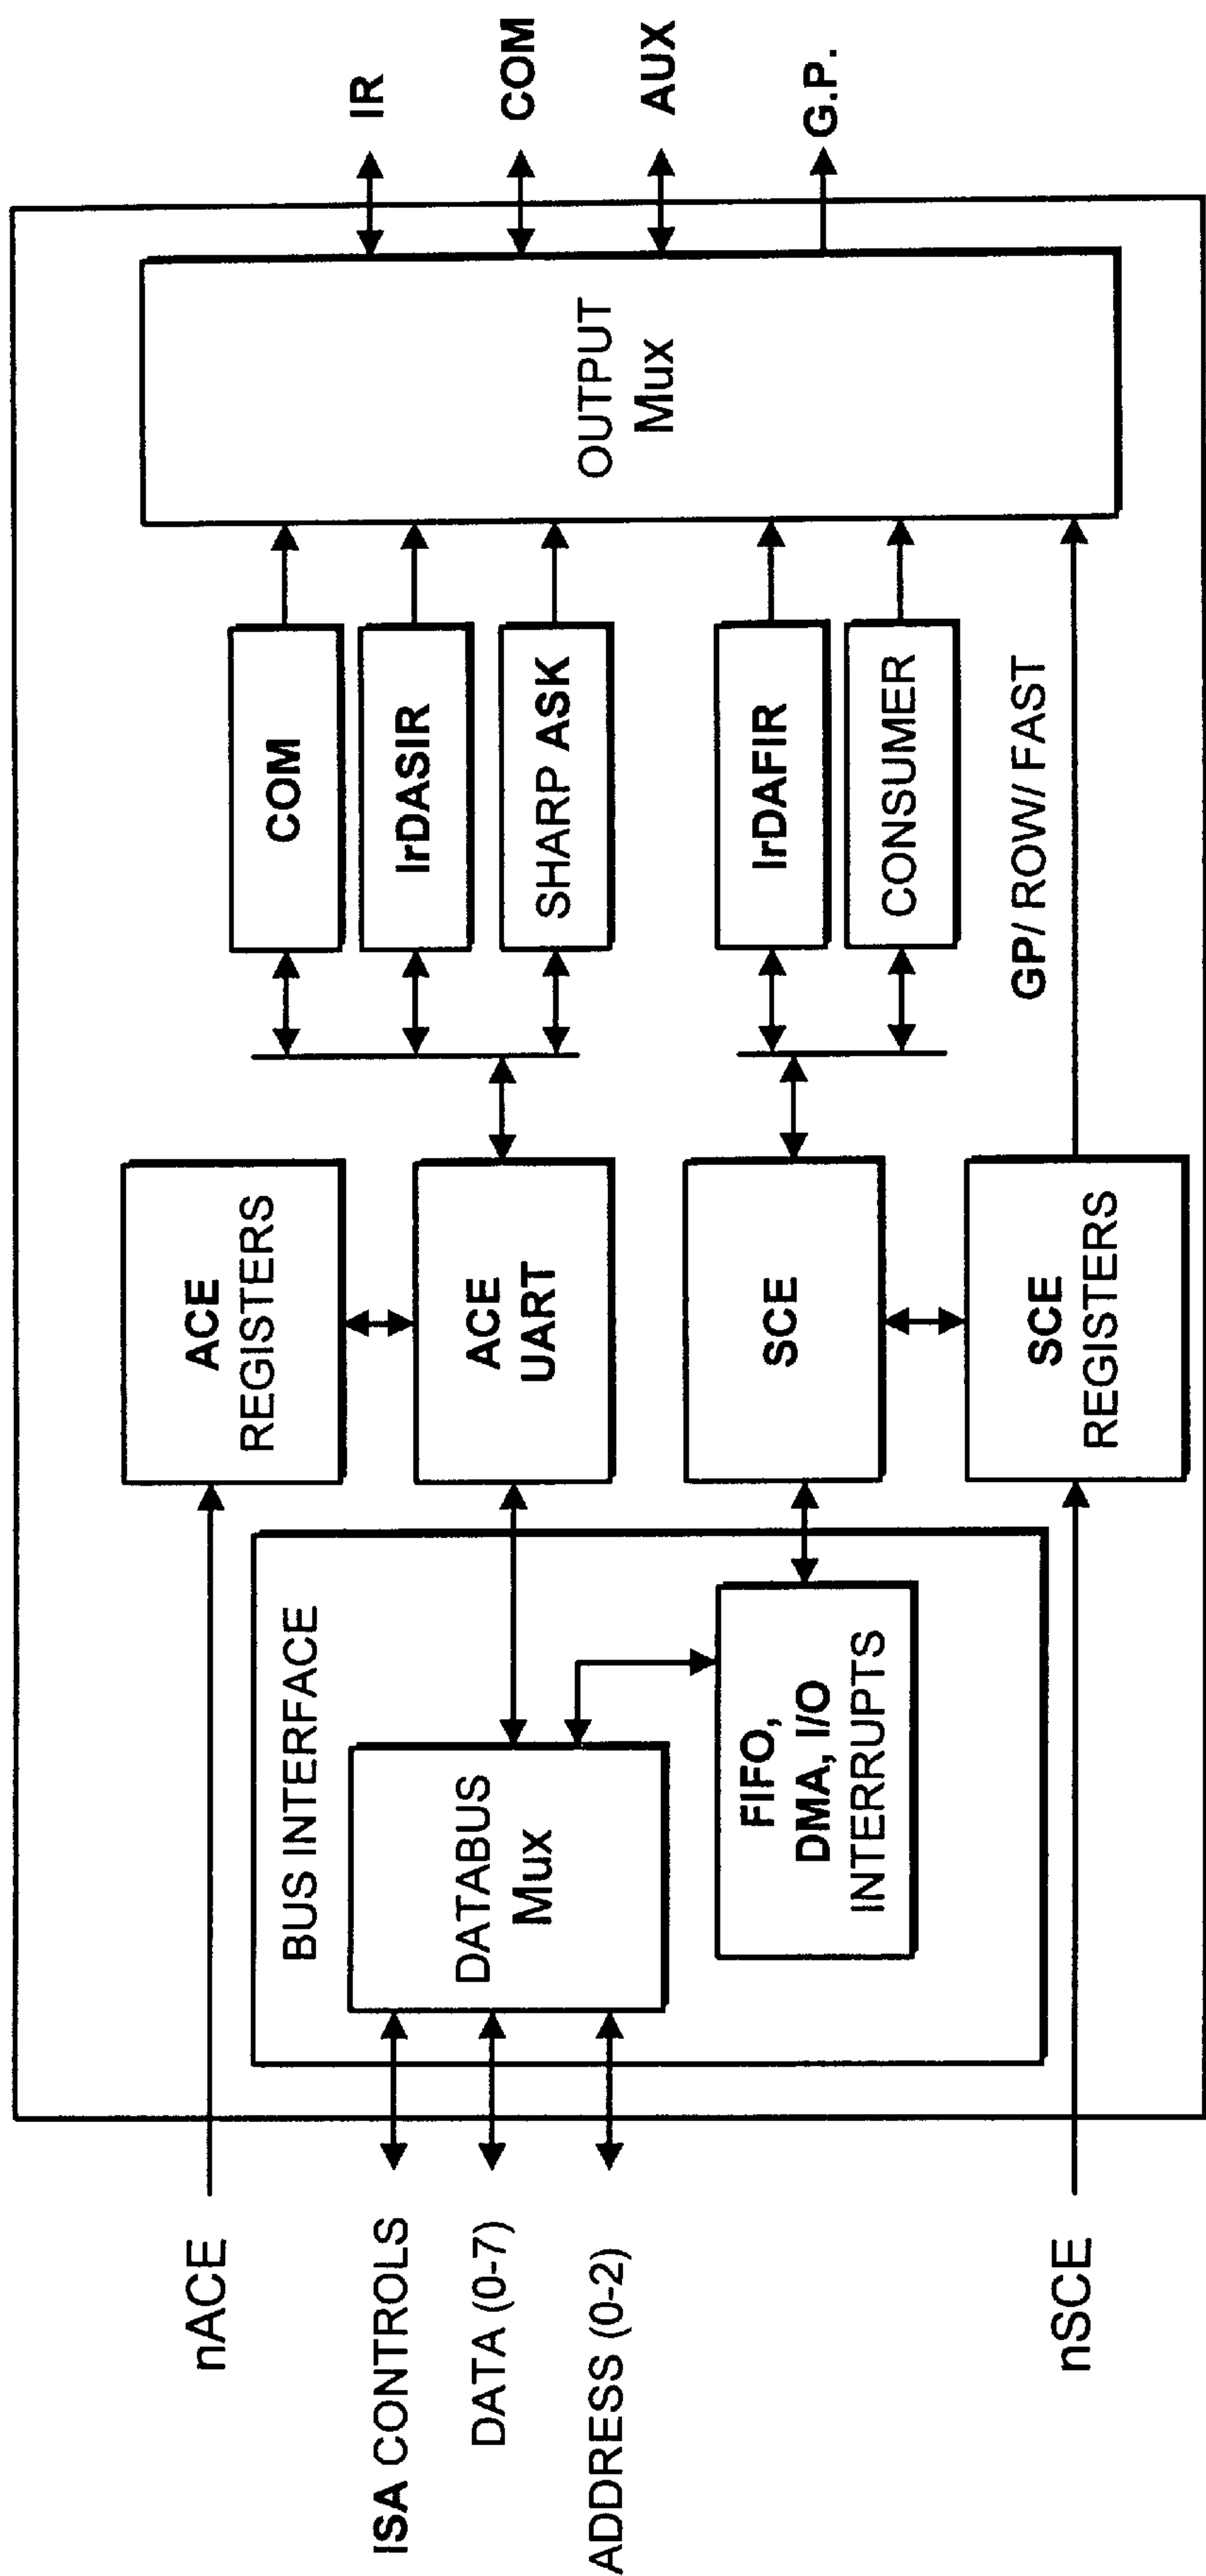 nACE
ISA CONTROLS
DATA (0-7)
ADDRESS (0-2)
nSCE
BUS INTERFACE
DATABUS
Mux
FIFO,
DMA, I/O
INTERRUPTS
ACE
REGISTERS
ACE
UART
SCE
SCE
REGISTERS
COM
IrDASIR
SHARP ASK
IrDAFIR
CONSUMER
GP/ ROW/ FAST
OUTPUT
Mux
IR
COM
AUX
G.P.